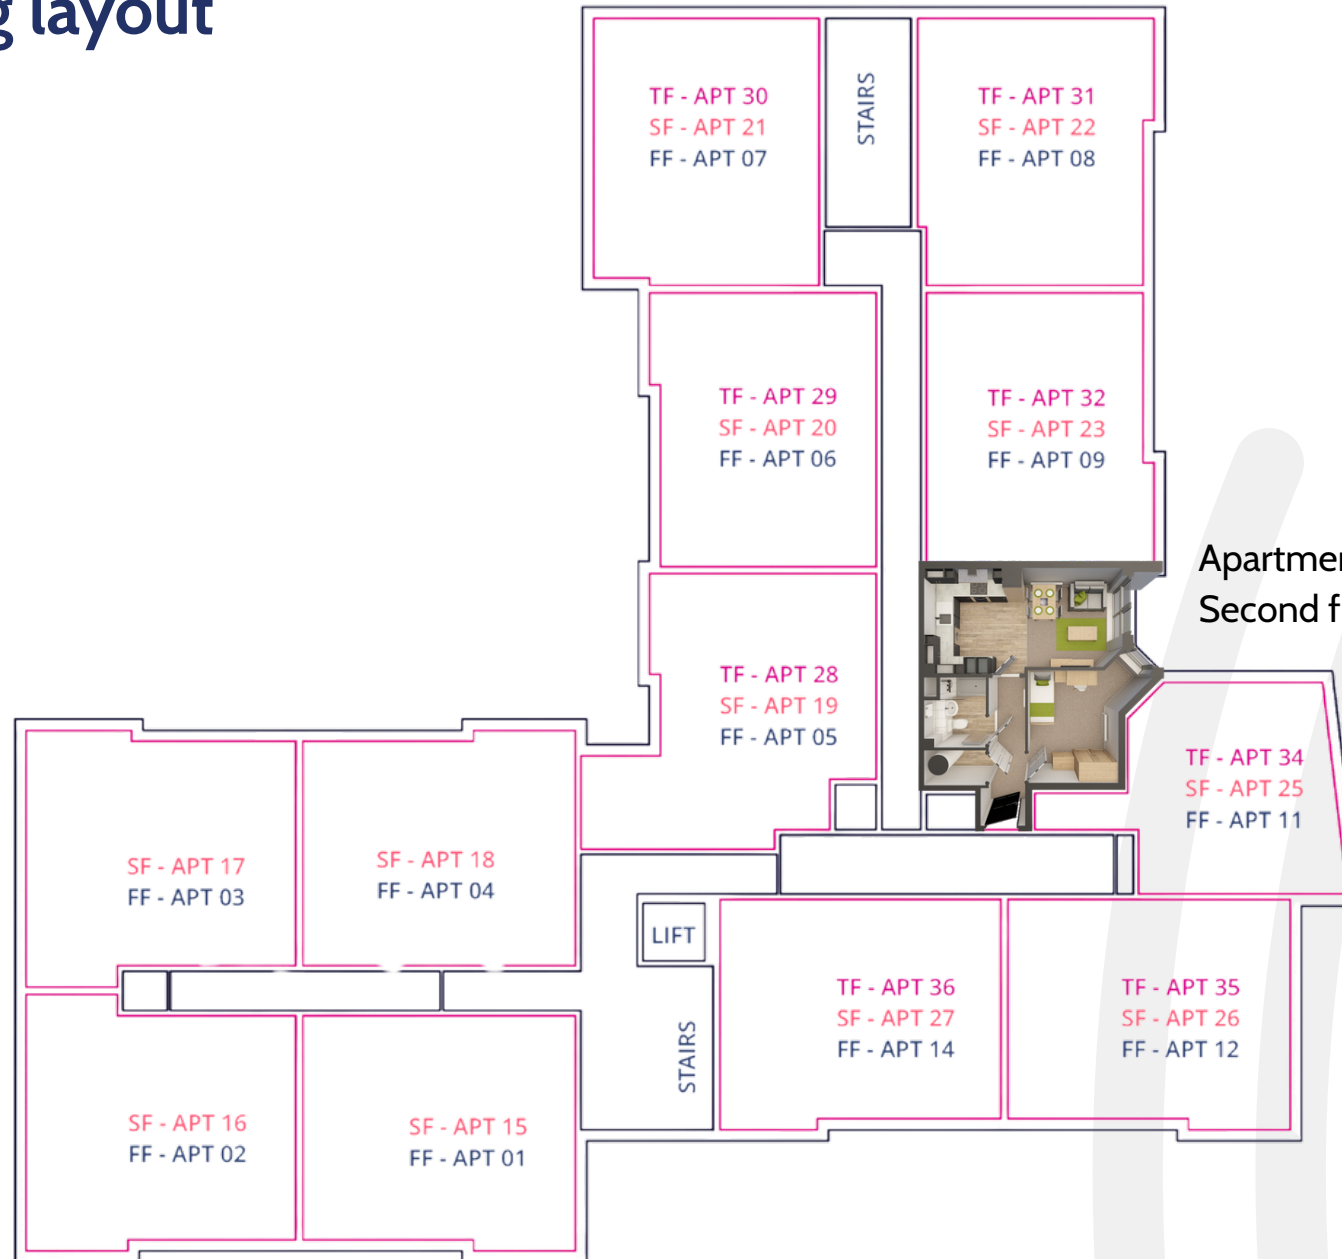 layout
TF - APT 30
SF - APT 21
FF - APT 07
STAIRS
TF - APT 31
SF - APT 22
FF - APT 08
TF - APT 29
SF - APT 20
FF - APT 06
TF - APT 32
SF - APT 23
FF - APT 09
Second
TF - APT 28
SF - APT 19
FF - APT 05
TF - APT 34
SF - APT 25
FF - APT 11
SF - APT 17
FF - APT 03
SF - APT 18
FF - APT 04
LIFT
TF - APT 36
SF - APT 27
FF - APT 14
TF - APT 35
SF - APT 26
FF - APT 12
STAIRS
SF - APT 16
FF - APT 02
SF - APT 15
FF - APT 01